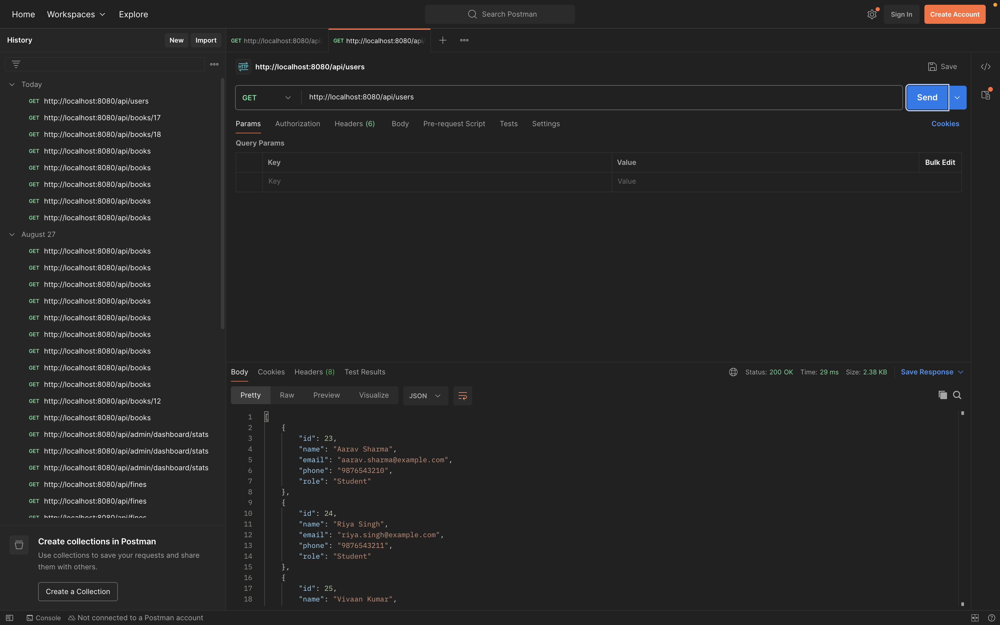 Home Workspaces Explore Search Postman Sign In Create Account
History New Import
GET http://localhost:8080/api/ GET http://localhost:8080/api/
http://localhost:8080/api/users Save
GET http://localhost:8080/api/users Send
Params Authorization Headers (6) Body Pre-request Script Tests Settings Cookies
Query Params
Key Value Bulk Edit
Key Value
Today
GET http://localhost:8080/api/users
GET http://localhost:8080/api/books/17
GET http://localhost:8080/api/books/18
GET http://localhost:8080/api/books
GET http://localhost:8080/api/books
GET http://localhost:8080/api/books
GET http://localhost:8080/api/books
GET http://localhost:8080/api/books
August 27
GET http://localhost:8080/api/books
GET http://localhost:8080/api/books
GET http://localhost:8080/api/books
GET http://localhost:8080/api/books
GET http://localhost:8080/api/books
GET http://localhost:8080/api/books
GET http://localhost:8080/api/books
GET http://localhost:8080/api/books
GET http://localhost:8080/api/books
GET http://localhost:8080/api/books/12
GET http://localhost:8080/api/books
GET http://localhost:8080/api/admin/dashboard/stats
GET http://localhost:8080/api/admin/dashboard/stats
GET http://localhost:8080/api/admin/dashboard/stats
GET http://localhost:8080/api/fines
GET http://localhost:8080/api/fines
GET http://localhost:8080/api/fines
Create collections in Postman
Use collections to save your requests and share
them with others.
Create a Collection
Body Cookies Headers (8) Test Results Status: 200 OK Time: 29 ms Size: 2.38 KB Save Response
Pretty Raw Preview Visualize JSON
1 [
2 {
3 "id": 23,
4 "name": "Aarav Sharma",
5 "email": "aarav.sharma@example.com",
6 "phone": "9876543210",
7 "role": "Student"
8 },
9 {
10 "id": 24,
11 "name": "Riya Singh",
12 "email": "riya.singh@example.com",
13 "phone": "9876543211",
14 "role": "Student"
15 },
16 {
17 "id": 25,
18 "name": "Vivaan Kumar",
Console Not connected to a Postman account